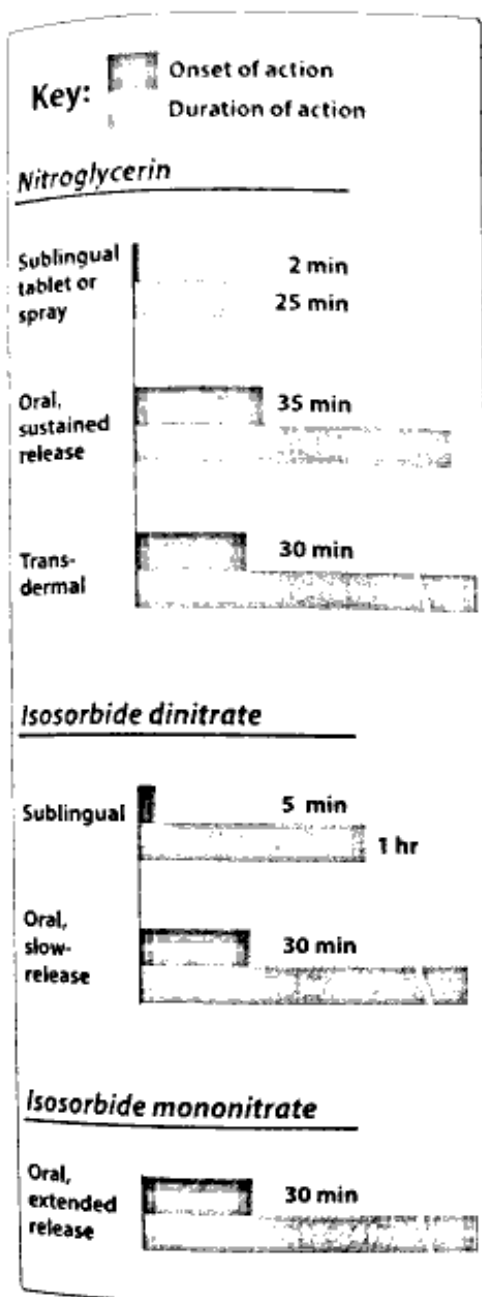 Key:
Onset of action
Duration of action
Nitroglycerin
Sublingual
tablet or
spray
2 min
25 min
Oral,
sustained
release
35 min
Trans-
dermal
30 min
Isosorbide dinitrate
Sublingual
5 min
1 hr
Oral,
slow-
release
30 min
Isosorbide mononitrate
Oral,
extended
release
30 min